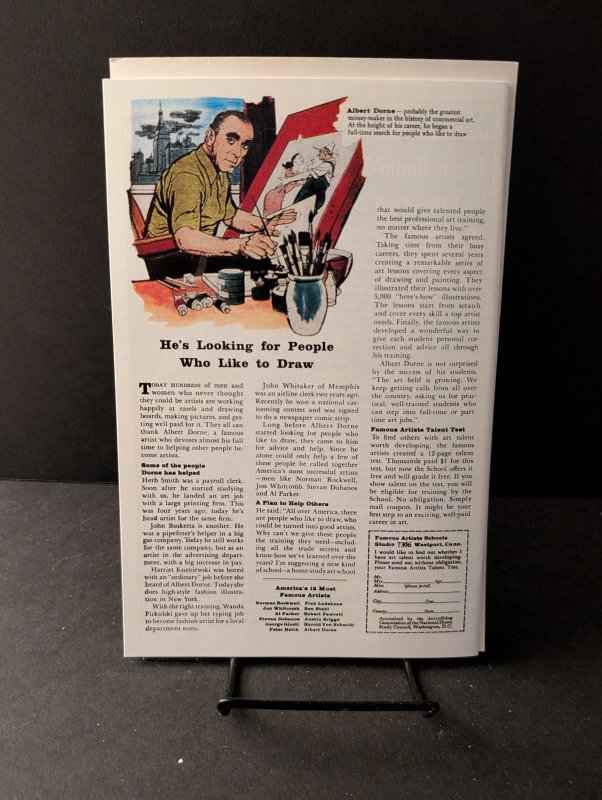 Albert Dorne — probably the greatest
money-maker in the history of commercial art.
At the height of his career, he began a
full-time search for people who like to draw
He's Looking for People
Who Like to Draw
TODAY HUNDREDS of men and
women who never thought
they could be artists are working
happily at easels and drawing
boards, making pictures, and get-
ting well paid for it. They all can
thank Albert Dorne, a famous
artist who devotes almost his full
time to helping other people be-
come artists.
Some of the people
Dorne has helped
Herb Smith was a payroll clerk.
Soon after he started studying
with us, he landed an art job
with a large printing firm. This
was four years ago: today he's
head artist for the same firm.
John Busketta is another. He
was a pipefitter's helper in a big
gas company. Today he still works
for the same company, but as an
artist in the advertising depart-
ment, with a big increase in pay.
Harriet Kuzniewski was bored
with an "ordinary" job before she
heard of Albert Dorne. Today she
does high-style fashion illustra-
tion in New York.
With the right training, Wanda
Pickulski gave up her typing job
to become fashion artist for a local
department store.
John Whitaker of Memphis
was an airline clerk two years ago.
Recently he won a national car-
tooning contest and was signed
to do a newspaper comic strip.
Long before Albert Dorne
started looking for people who
like to draw, they came to him
for advice and help. Since he
alone could only help a few of
these people he called together
America's most successful artists
—men like Norman Rockwell,
Jon Whitcomb, Stevan Dohanos
and Al Parker.
A Plan to Help Others
He said: "All over America, there
are people who like to draw, who
could be turned into good artists.
Why can't we give these people
the training they need—includ-
ing all the trade secrets and
know-how we've learned over the
years? I'm suggesting a new kind
of school—a home study art school
America's 12 Most
Famous Artists
Norman Rockwell
Jon Whitcomb
Al Parker
Stevan Dohanos
George Giusti
Peter Helck
Fred Ludekens
Ben Stahl
Robert Fawcett
Austin Briggs
Harold Von Schmidt
Albert Dorne
that would give talented people
the best professional art training,
no matter where they live."
The famous artists agreed.
Taking time from their busy
careers, they spent several years
creating a remarkable series of
art lessons covering every aspect
of drawing and painting. They
illustrated their lessons with over
5,000 "here's-how" illustrations.
The lessons start from scratch
and cover every skill a top artist
needs. Finally, the famous artists
developed a wonderful way to
give each student personal cor-
rection and advice all through
his training.
Albert Dorne is not surprised
by the success of his students.
"The art field is growing. We
keep getting calls from all over
the country, asking us for prac-
tical, well-trained students who
can step into full-time or part-
time art jobs."
Famous Artists Talent Test
To find others with art talent
worth developing, the famous
artists created a 12-page talent
test. Thousands paid $1 for this
test, but now the School offers it
free and will grade it free. If you
show talent on the test, you will
be eligible for training by the
School. No obligation. Simply
mail coupon. It might be your
first step to an exciting, well-paid
career in art.
Famous Artists Schools
Studio 7306 Westport, Conn.
I would like to find out whether I
have art talent worth developing.
Please send me, without obligation,
your Famous Artists Talent Test.
Mr.
Mrs. Age
Miss (please print)
Address
City Zone
County State
Accredited by the Accrediting
Commission of the National Home
Study Council, Washington, D.C.